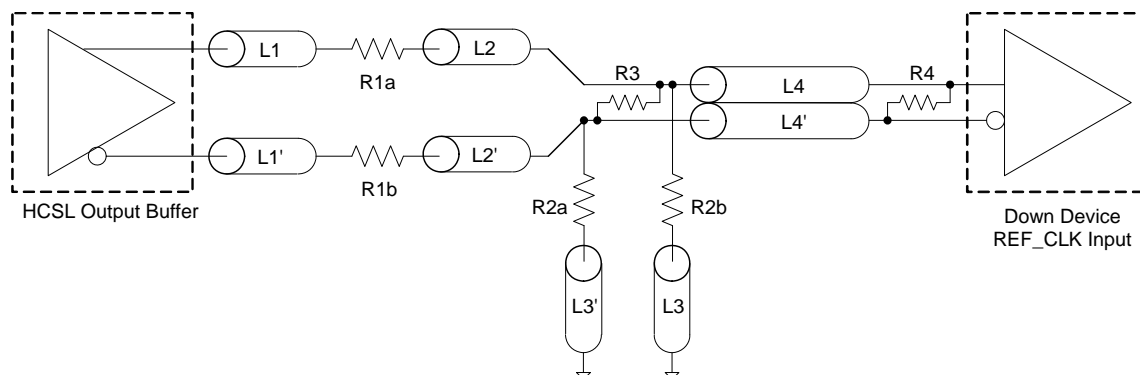 L1
R1a
L2
R3
L4
R4
L4'
L1'
R1b
L2'
HCSL Output Buffer
R2a
R2b
Down Device
REF_CLK Input
L3'
L3